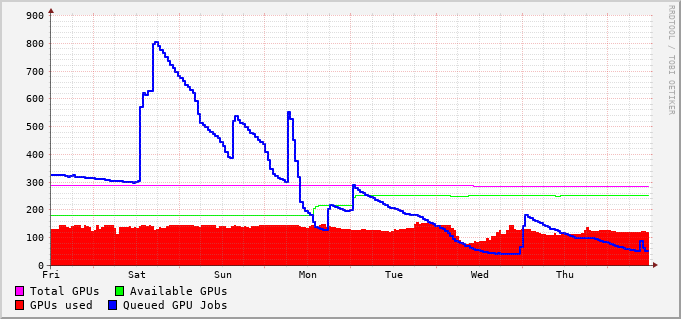 900
800
700
600
500
400
300
200
100
0
Fri Sat Sun Mon Tue Wed Thu
Total GPUs Available GPUs
GPUs used Queued GPU Jobs
RRDTOOL / TOBI OETIKER